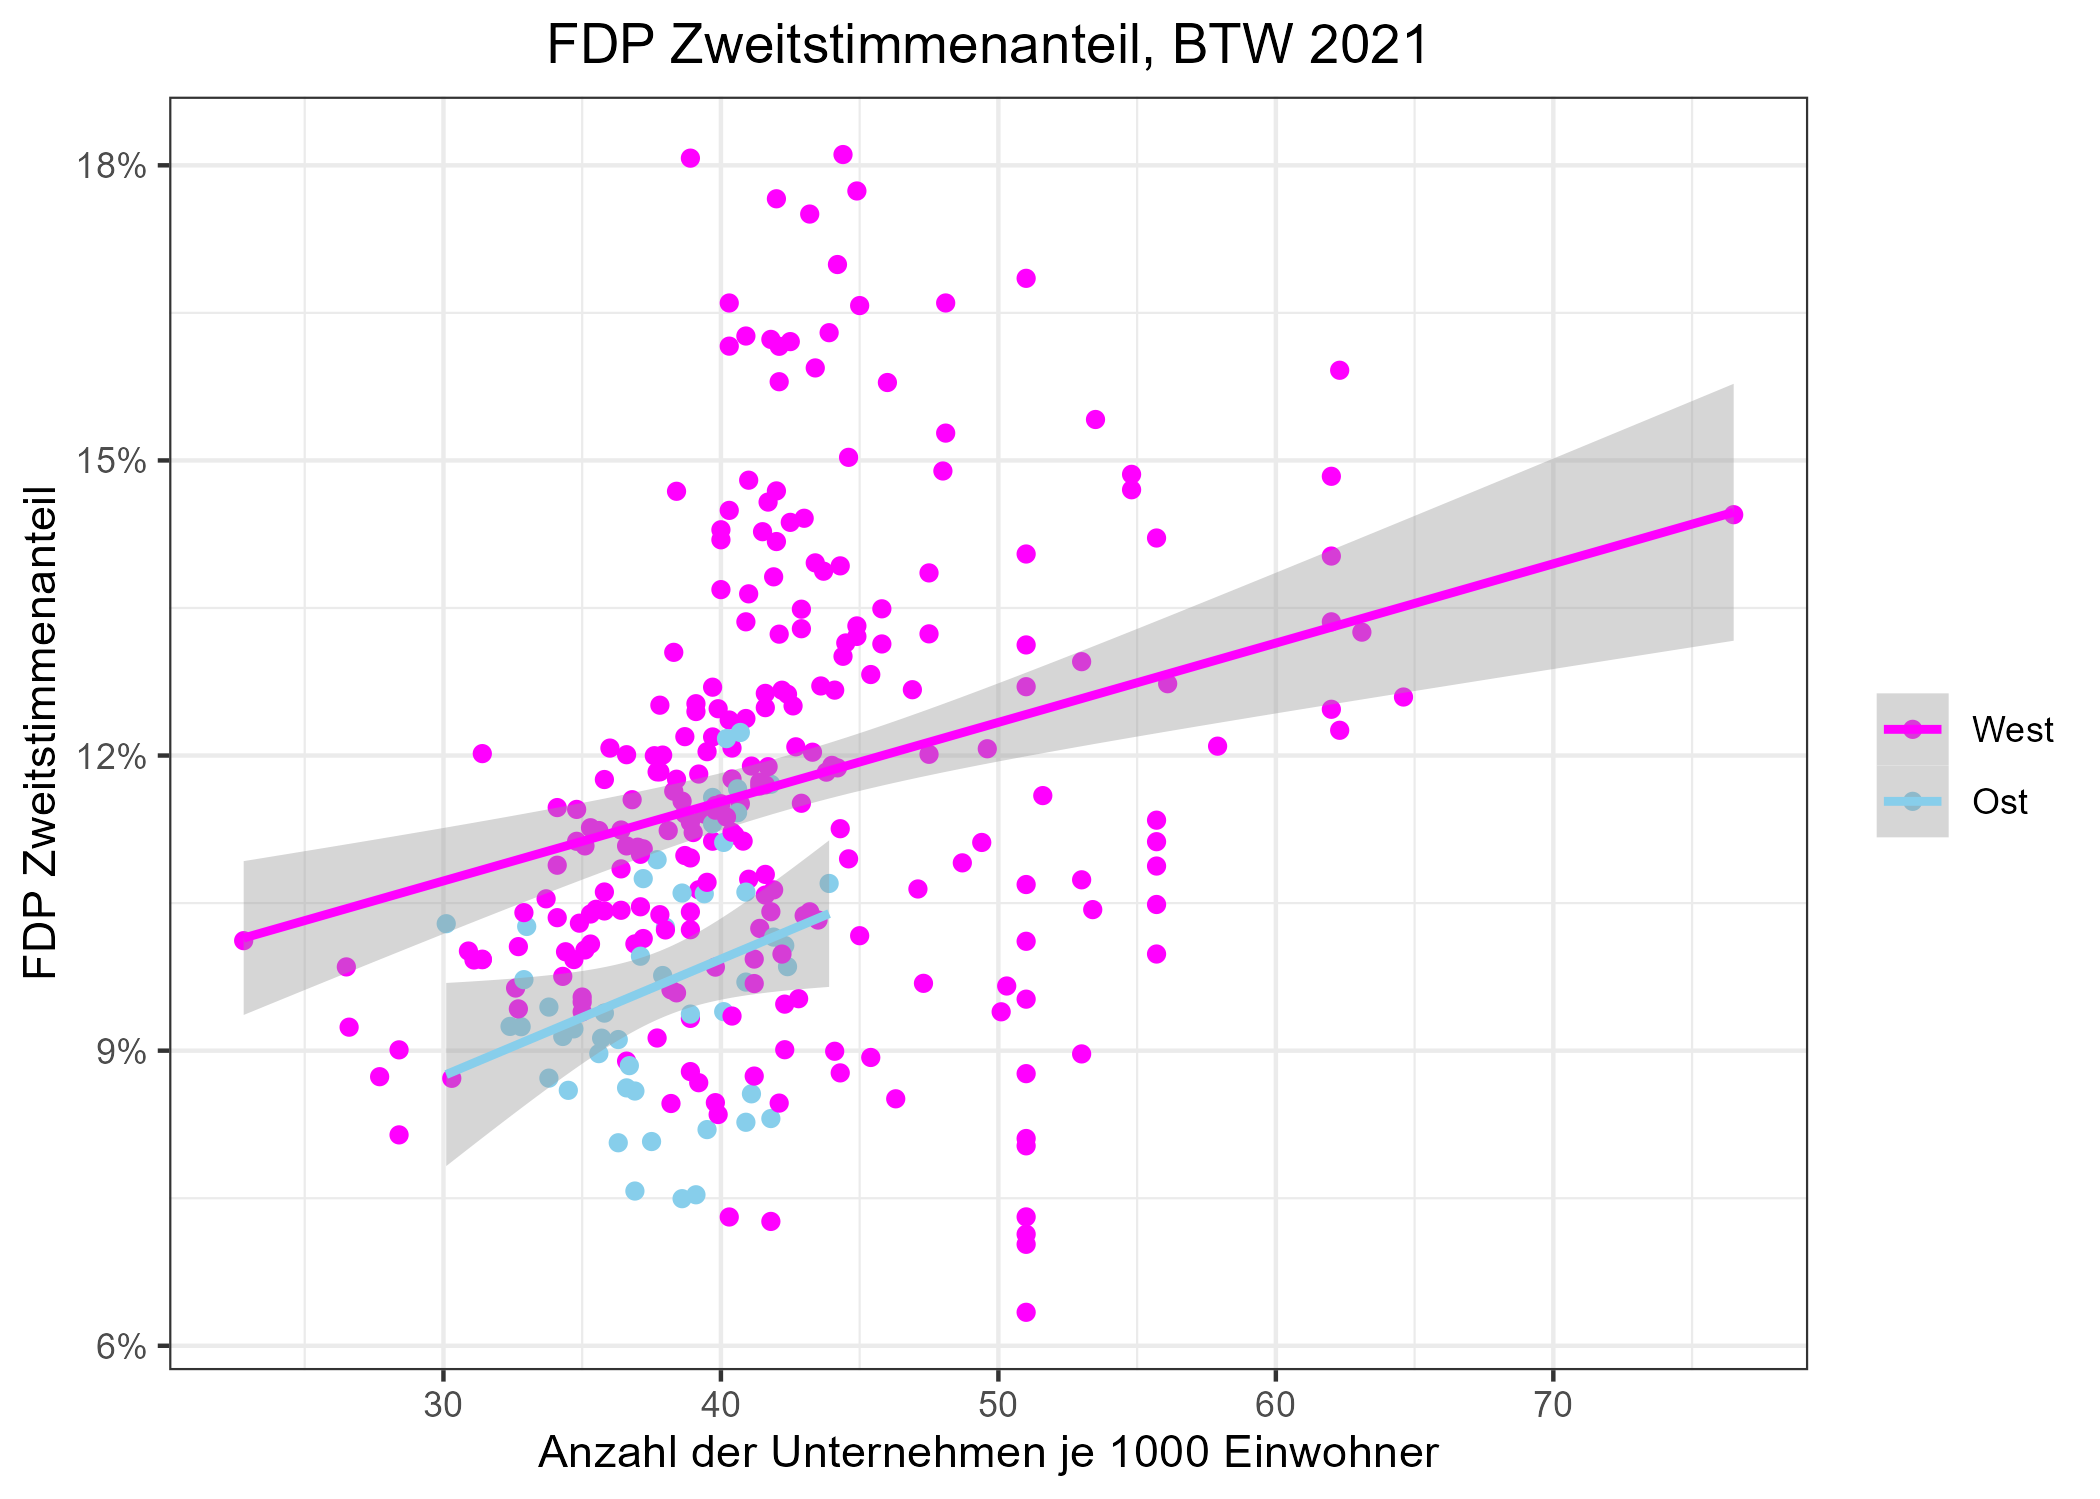 FDP Zweitstimmenanteil, BTW 2021
FDP Zweitstimmenanteil
18%
15%
12%
9%
6%
30 40 50 60 70
Anzahl der Unternehmen je 1000 Einwohner
West
Ost